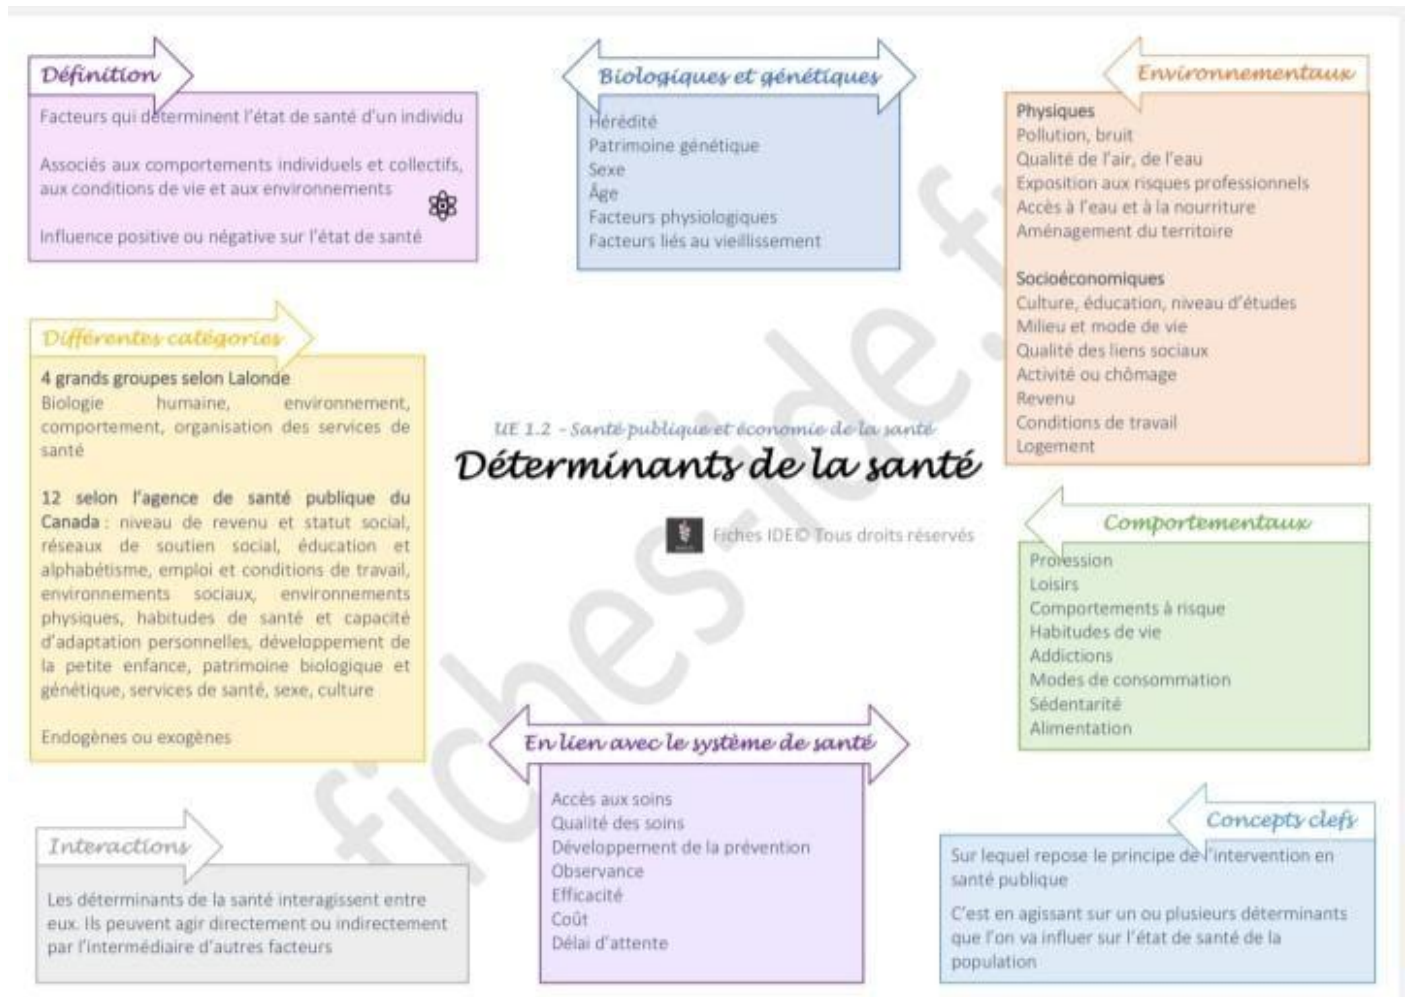 Définition
Facteurs qui déterminent l'état de santé d'un individu
Associés aux comportements individuels et collectifs,
aux conditions de vie et aux environnements
Influence positive ou négative sur l'état de santé
Biologiques et génétiques
Hérédité
Patrimoine génétique
Sexe
Âge
Facteurs physiologiques
Facteurs liés au vieillissement
Environnementaux
Physiques
Pollution, bruit
Qualité de l'air, de l'eau
Exposition aux risques professionnels
Accès à l'eau et à la nourriture
Aménagement du territoire
Socioéconomiques
Culture, éducation, niveau d'études
Milieu et mode de vie
Qualité des liens sociaux
Activité ou chômage
Revenu
Conditions de travail
Logement
Différentes catégories
4 grands groupes selon Lalonde
Biologie humaine, environnement,
comportement, organisation des services de
santé
12 selon l'agence de santé publique du
Canada : niveau de revenu et statut social,
réseaux de soutien social, éducation et
alphabétisme, emploi et conditions de travail,
environnements sociaux, environnements
physiques, habitudes de santé et capacité
d'adaptation personnelles, développement de
la petite enfance, patrimoine biologique et
génétique, services de santé, sexe, culture
Endogènes ou exogènes
UE 1.2 - Santé publique et économie de la santé
Déterminants de la santé
Fiches IDE© Tous droits réservés
Comportementaux
Profession
Loisirs
Comportements à risque
Habitudes de vie
Addictions
Modes de consommation
Sédentarité
Alimentation
En lien avec le système de santé
Accès aux soins
Qualité des soins
Développement de la prévention
Observance
Efficacité
Coût
Délai d'attente
Interactions
Les déterminants de la santé interagissent entre
eux. Ils peuvent agir directement ou indirectement
par l'intermédiaire d'autres facteurs
Concepts clefs
Sur lequel repose le principe de l'intervention en
santé publique
C'est en agissant sur un ou plusieurs déterminants
que l'on va influer sur l'état de santé de la
population
fiches-ide.f